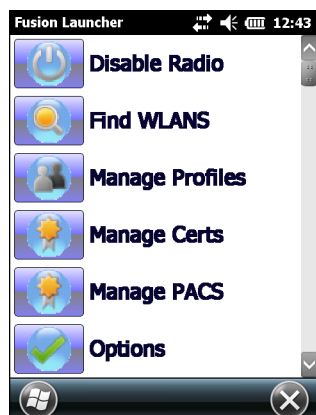 Fusion Launcher 12:43
Disable Radio
Find WLANS
Manage Profiles
Manage Certs
Manage PACS
Options